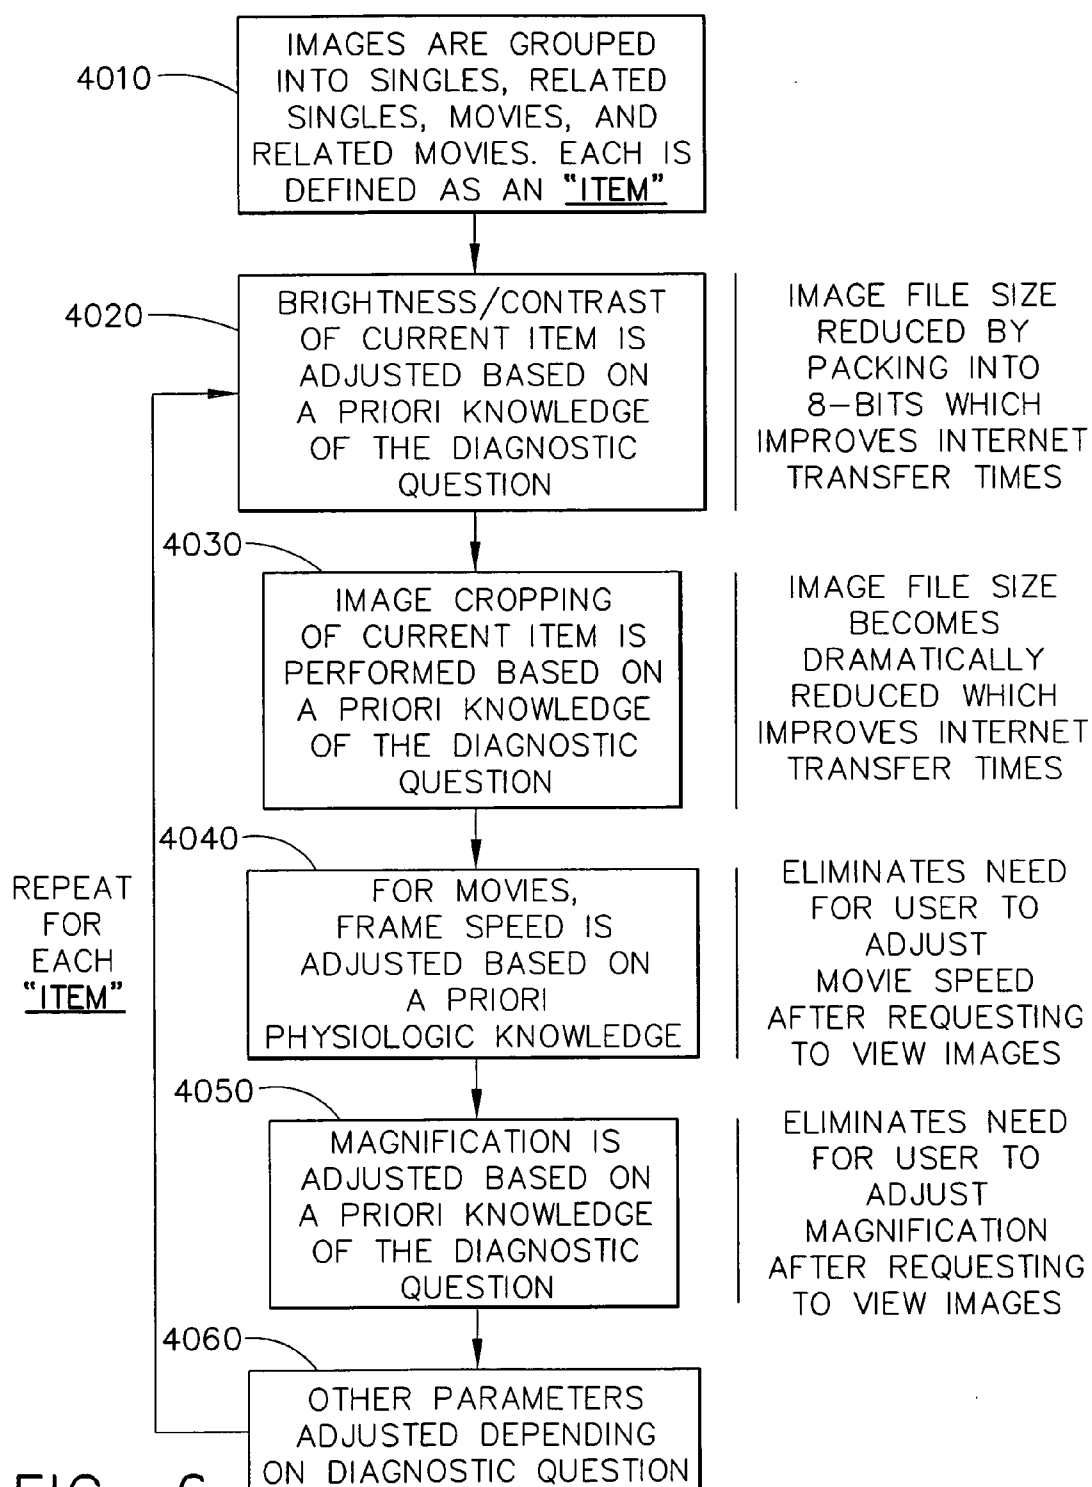 4010
IMAGES ARE GROUPED
INTO SINGLES, RELATED
SINGLES, MOVIES, AND
RELATED MOVIES. EACH IS
DEFINED AS AN "ITEM"
4020
BRIGHTNESS/CONTRAST
OF CURRENT ITEM IS
ADJUSTED BASED ON
A PRIORI KNOWLEDGE
OF THE DIAGNOSTIC
QUESTION
IMAGE FILE SIZE
REDUCED BY
PACKING INTO
8-BITS WHICH
IMPROVES INTERNET
TRANSFER TIMES
4030
IMAGE CROPPING
OF CURRENT ITEM IS
PERFORMED BASED ON
A PRIORI KNOWLEDGE
OF THE DIAGNOSTIC
QUESTION
IMAGE FILE SIZE
BECOMES
DRAMATICALLY
REDUCED WHICH
IMPROVES INTERNET
TRANSFER TIMES
4040
FOR MOVIES,
FRAME SPEED IS
ADJUSTED BASED ON
A PRIORI
PHYSIOLOGIC KNOWLEDGE
ELIMINATES NEED
FOR USER TO
ADJUST
MOVIE SPEED
AFTER REQUESTING
TO VIEW IMAGES
REPEAT
FOR
EACH
"ITEM"
4050
MAGNIFICATION IS
ADJUSTED BASED ON
A PRIORI KNOWLEDGE
OF THE DIAGNOSTIC
QUESTION
ELIMINATES NEED
FOR USER TO
ADJUST
MAGNIFICATION
AFTER REQUESTING
TO VIEW IMAGES
4060
OTHER PARAMETERS
ADJUSTED DEPENDING
ON DIAGNOSTIC QUESTION
FIG. 6